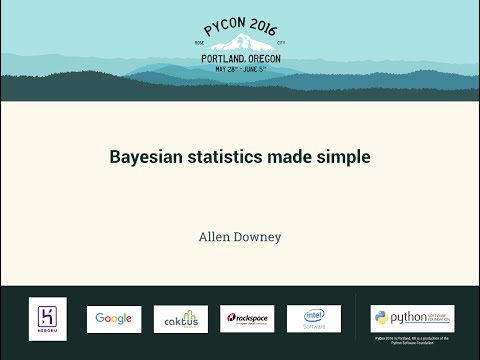 PYCON 2016
ROSE CITY
PORTLAND, OREGON
MAY 28TH - JUNE 5TH
Bayesian statistics made simple
Allen Downey
HEROKU
Google
caktus
GROUP
rackspace
intel
Software
python
SOFTWARE
FOUNDATION
PyCon 2016 in Portland, OR is a production of the
Python Software Foundation